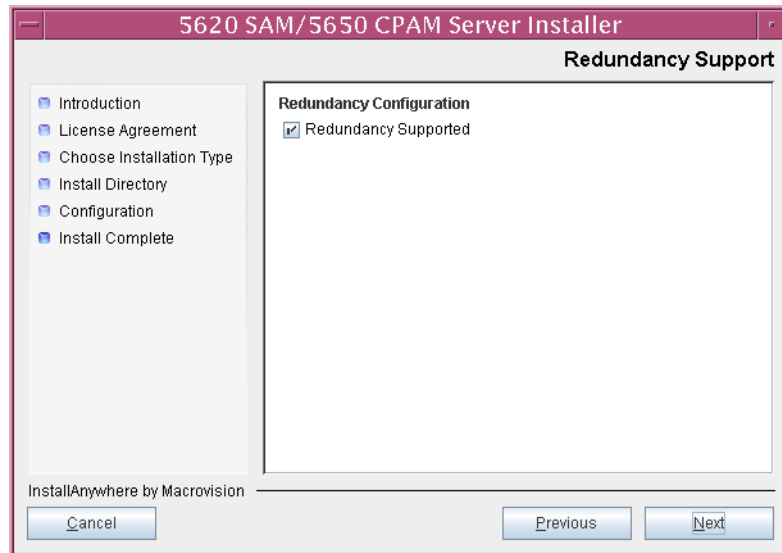 5620 SAM/5650 CPAM Server Installer
Redundancy Support
Introduction
License Agreement
Choose Installation Type
Install Directory
Configuration
Install Complete
Redundancy Configuration
Redundancy Supported
InstallAnywhere by Macrovision
Cancel
Previous
Next